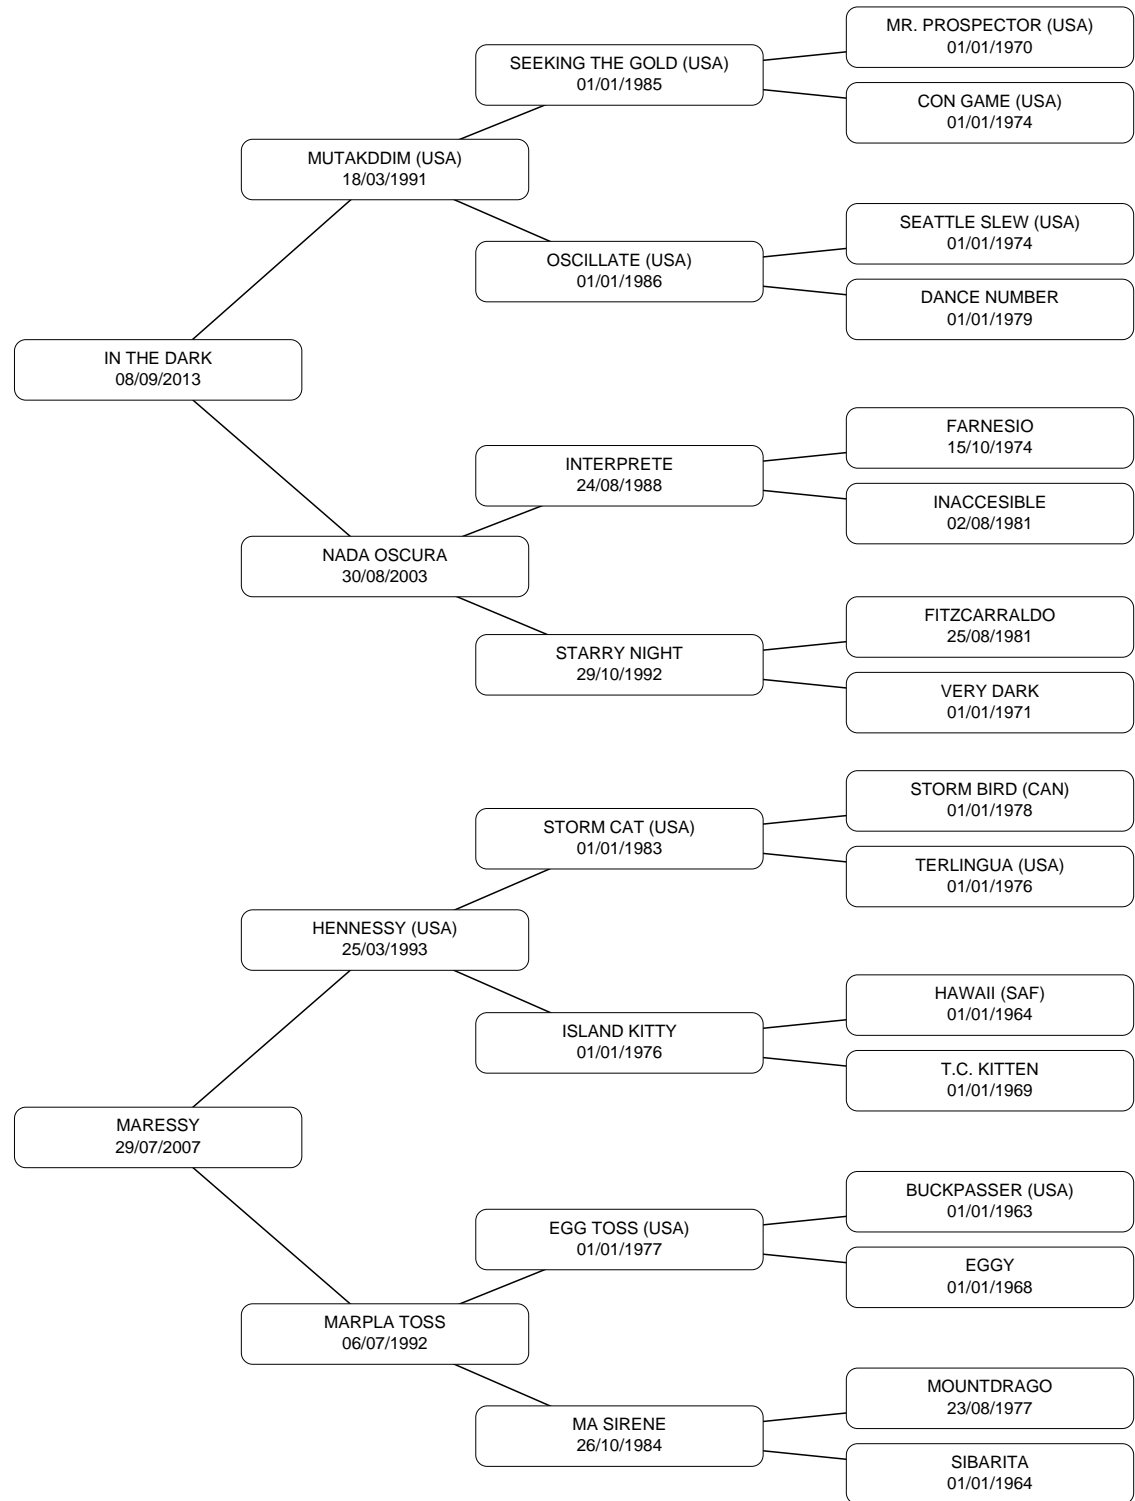 MR. PROSPECTOR (USA)
01/01/1970
SEEKING THE GOLD (USA)
01/01/1985
CON GAME (USA)
01/01/1974
MUTAKDDIM (USA)
18/03/1991
SEATTLE SLEW (USA)
01/01/1974
OSCILLATE (USA)
01/01/1986
DANCE NUMBER
01/01/1979
IN THE DARK
08/09/2013
FARNESIO
15/10/1974
INTERPRETE
24/08/1988
INACCESIBLE
02/08/1981
NADA OSCURA
30/08/2003
FITZCARRALDO
25/08/1981
STARRY NIGHT
29/10/1992
VERY DARK
01/01/1971
STORM BIRD (CAN)
01/01/1978
STORM CAT (USA)
01/01/1983
TERLINGUA (USA)
01/01/1976
HENNESSY (USA)
25/03/1993
HAWAII (SAF)
01/01/1964
ISLAND KITTY
01/01/1976
T.C. KITTEN
01/01/1969
MARESSY
29/07/2007
BUCKPASSER (USA)
01/01/1963
EGG TOSS (USA)
01/01/1977
EGGY
01/01/1968
MARPLA TOSS
06/07/1992
MOUNTDRAGO
23/08/1977
MA SIRENE
26/10/1984
SIBARITA
01/01/1964